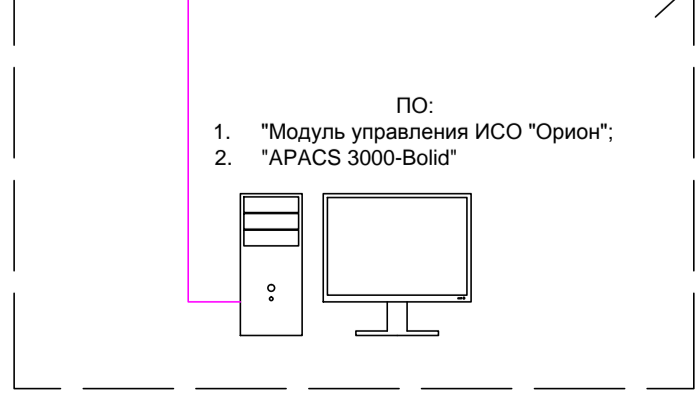 ПО:
1. "Модуль управления ИСО "Орион";
2. "APACS 3000-Bolid"